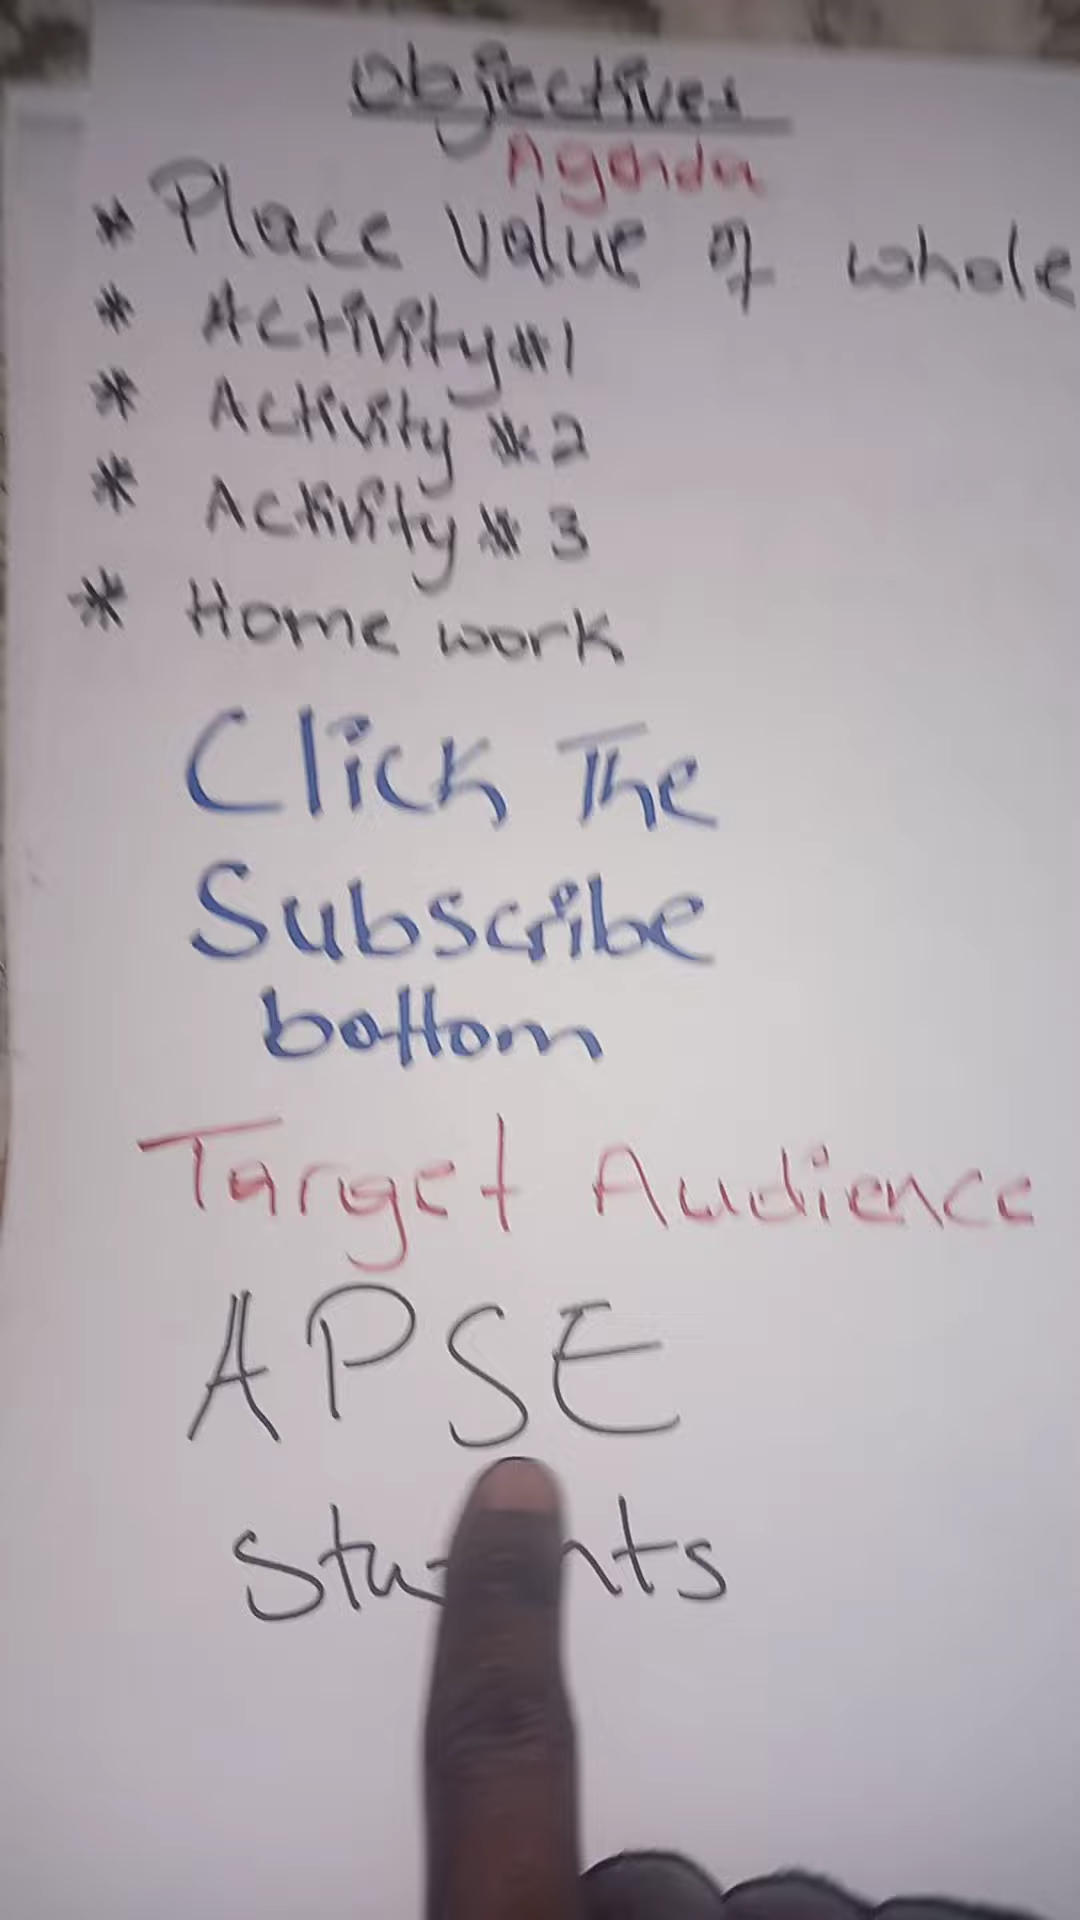 Objectives
Agenda
* Place Value of whole
* Activity #1
* Activity #2
* Activity #3
* Home work
Click The
Subscribe
bottom
Target Audience
APSE